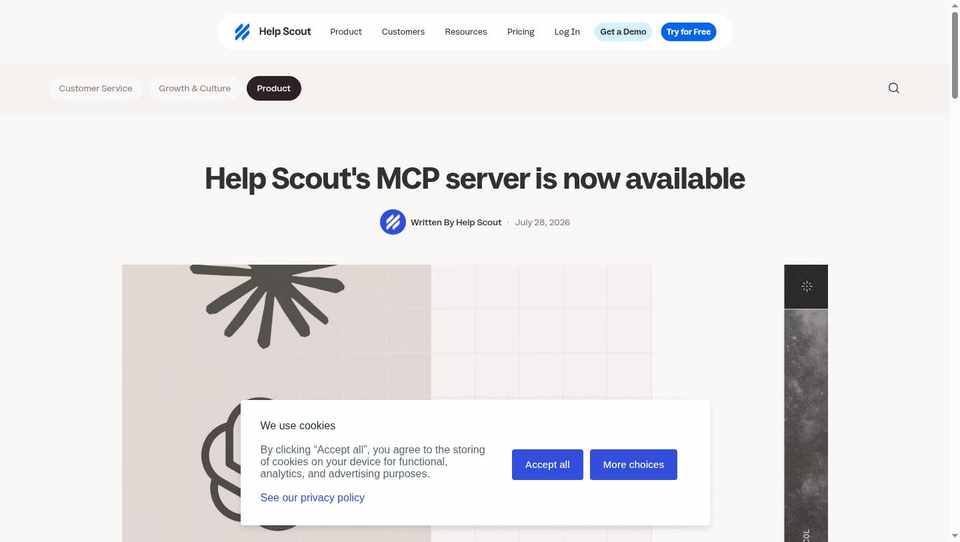 Help Scout
Product
Customers
Resources
Pricing
Log In
Get a Demo
Try for Free
Customer Service
Growth & Culture
Product
Help Scout's MCP server is now available
Written By Help Scout · July 28, 2026
We use cookies
By clicking “Accept all”, you agree to the storing
of cookies on your device for functional,
analytics, and advertising purposes.
See our privacy policy
Accept all
More choices
COL